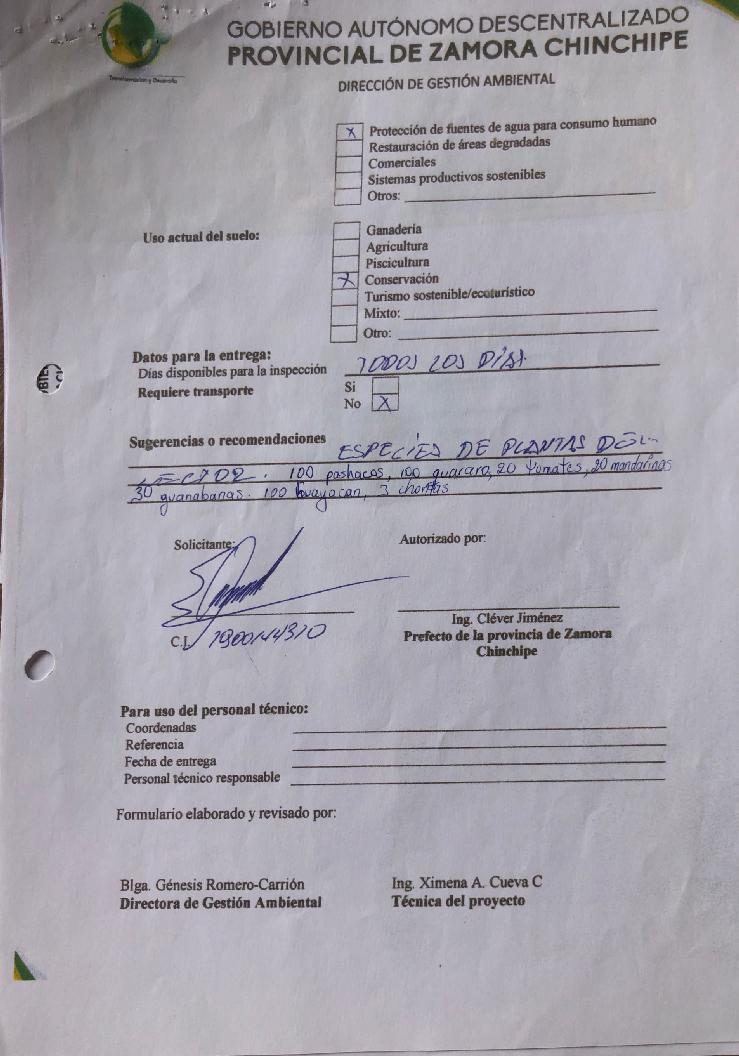 Transformación y Desarrollo
GOBIERNO AUTÓNOMO DESCENTRALIZADO
PROVINCIAL DE ZAMORA CHINCHIPE
DIRECCIÓN DE GESTIÓN AMBIENTAL
X Protección de fuentes de agua para consumo humano
Restauración de áreas degradadas
Comerciales
Sistemas productivos sostenibles
Otros:
Uso actual del suelo:
Ganadería
Agricultura
Piscicultura
X Conservación
Turismo sostenible/ecoturístico
Mixto:
Otro:
Datos para la entrega:
Días disponibles para la inspección TODOS LOS DÍAS
Requiere transporte Si
No X
Sugerencias o recomendaciones ESPECIES DE PLANTAS DEL
SECTOR. 100 pashacos, 100 guararo, 20 Tomates, 20 mandarinas
30 guanabanas. 100 Guayacan, 3 chontas
Solicitante: Autorizado por:
Ing. Cléver Jiménez
C.I.
Prefecto de la provincia de Zamora
Chinchipe
Para uso del personal técnico:
Coordenadas
Referencia
Fecha de entrega
Personal técnico responsable
Formulario elaborado y revisado por:
Blga. Génesis Romero-Carrión Ing. Ximena A. Cueva C
Directora de Gestión Ambiental Técnica del proyecto